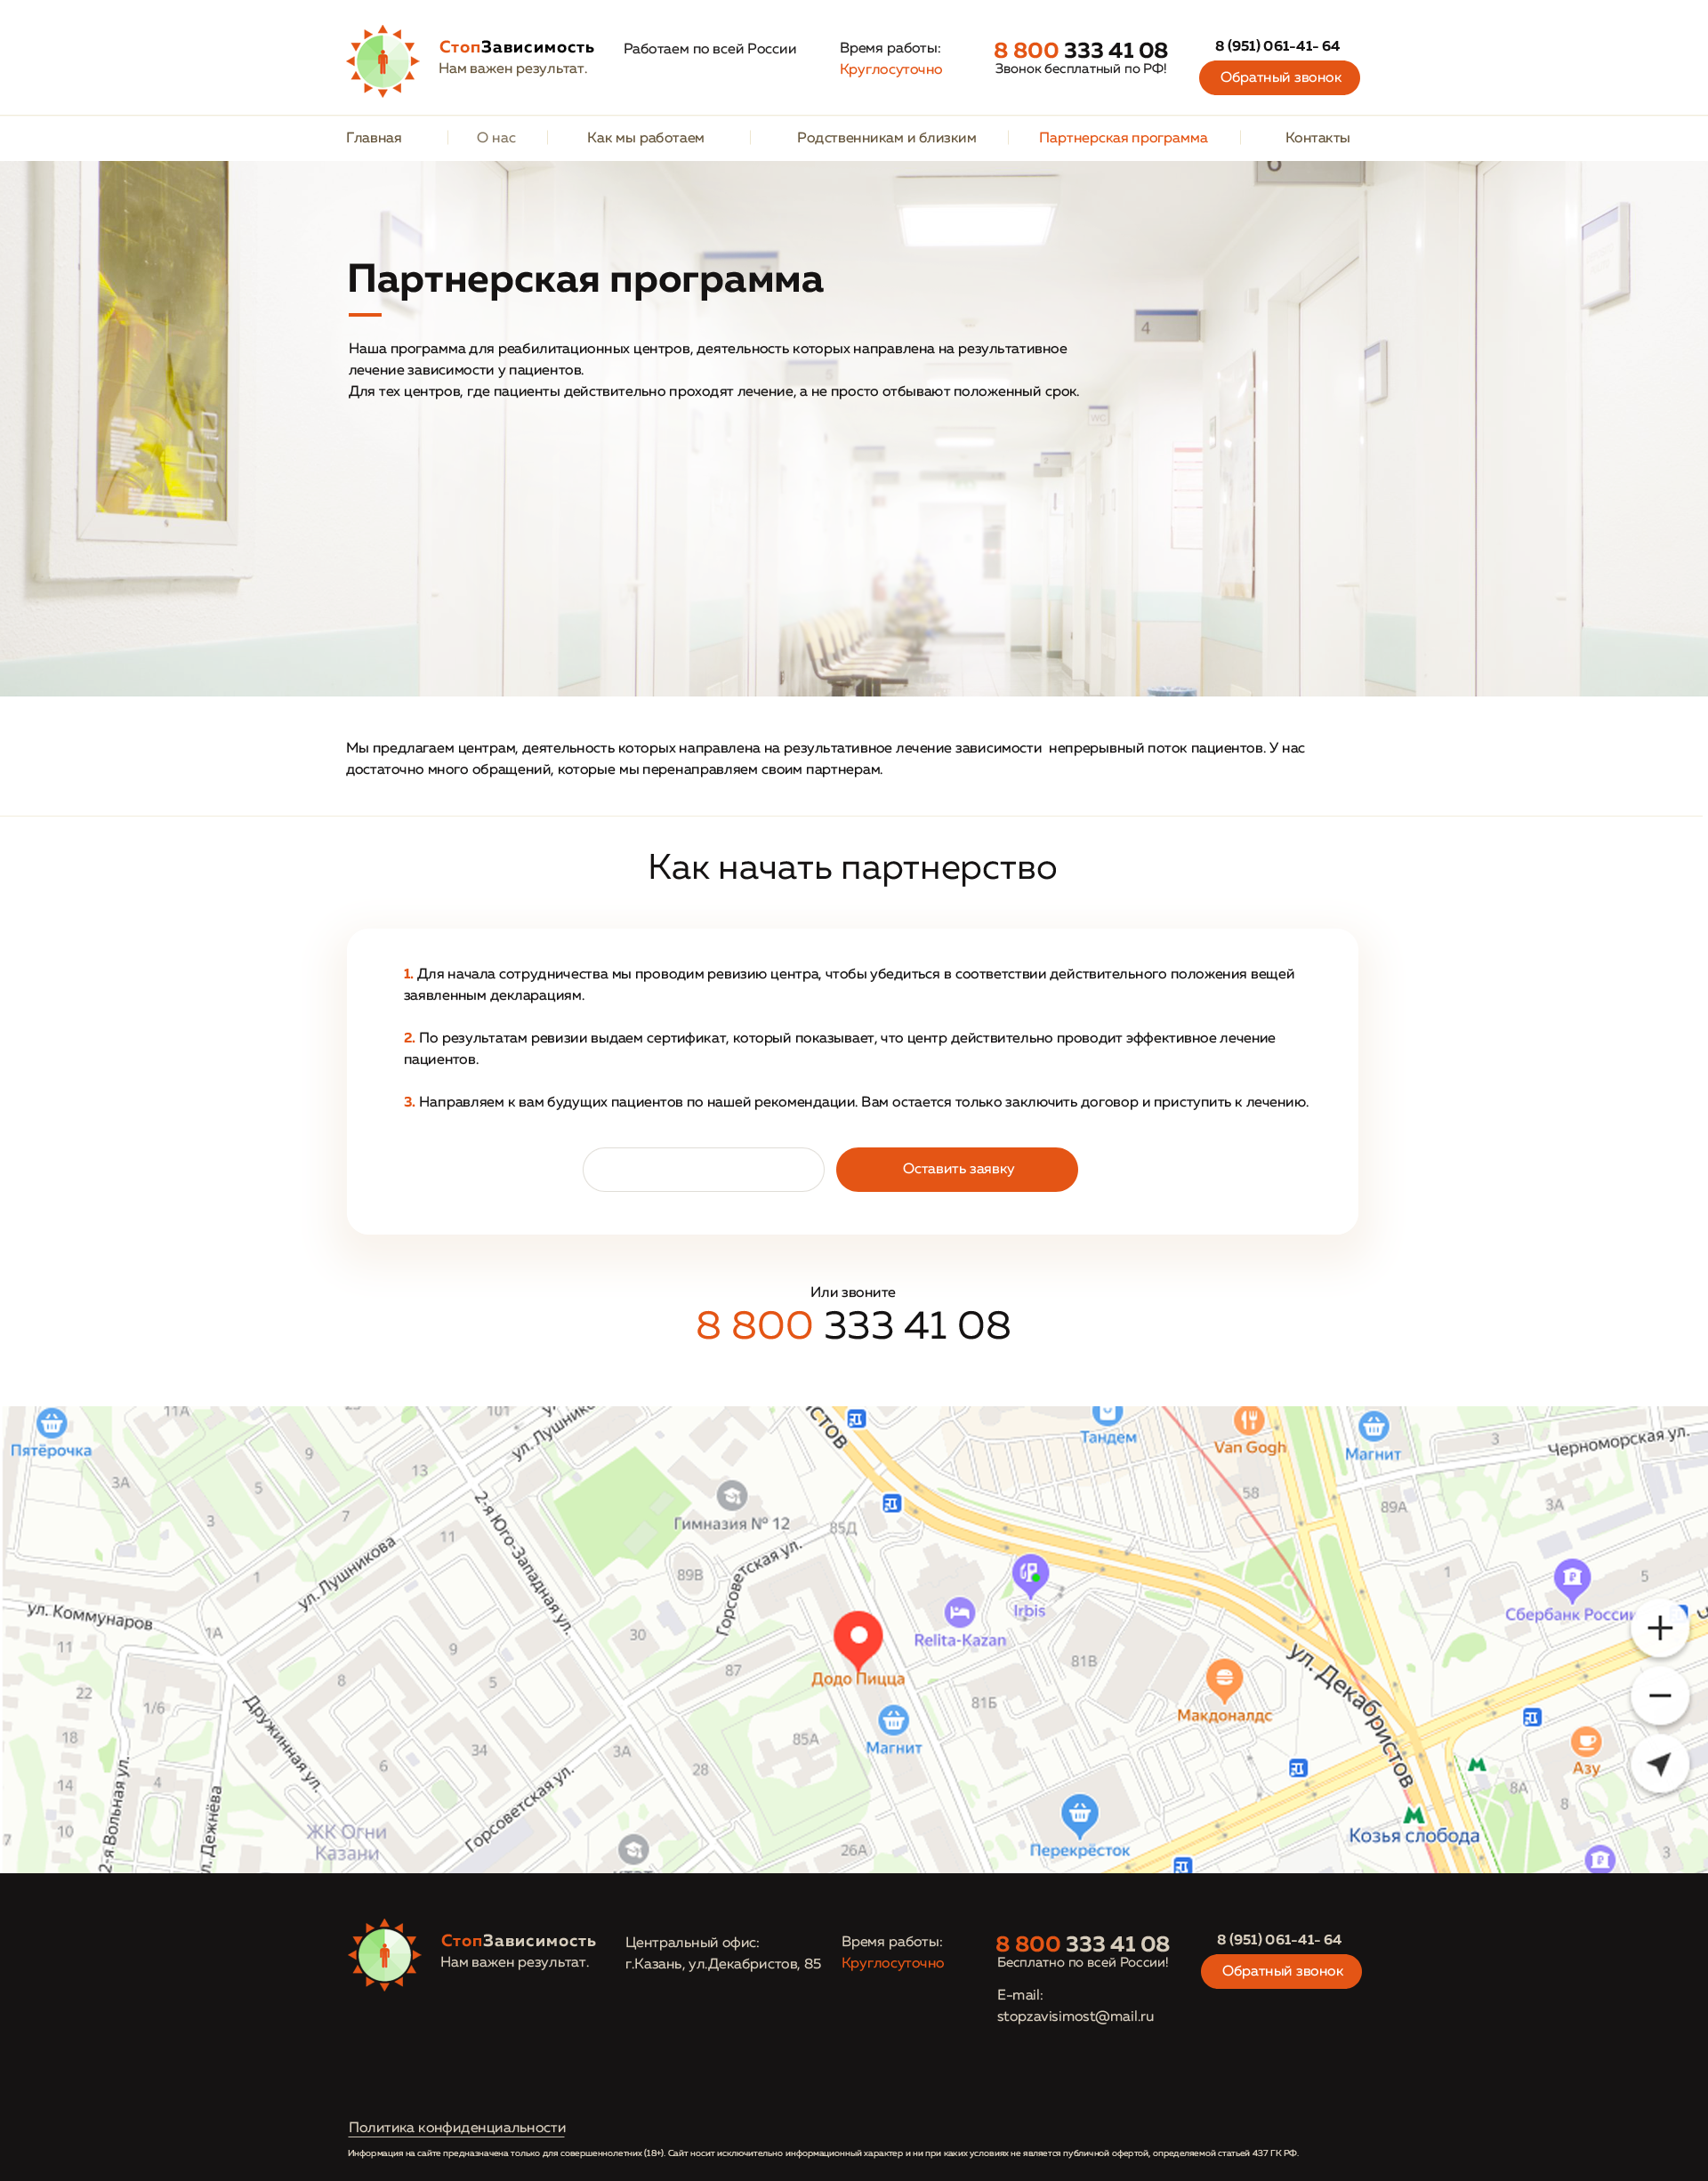 СтопЗависимость
Нам важен результат.
Работаем по всей России
Время работы:
Круглосуточно
8 800 333 41 08
Звонок бесплатный по РФ!
8 (951) 061-41- 64
Обратный звонок
Главная
О нас
Как мы работаем
Родственникам и близким
Партнерская программа
Контакты
6
7
4
5
WC
2
Партнерская программа
Наша программа для реабилитационных центров, деятельность которых направлена на результативное
лечение зависимости у пациентов.
Для тех центров, где пациенты действительно проходят лечение, а не просто отбывают положенный срок.
Мы предлагаем центрам, деятельность которых направлена на результативное лечение зависимости непрерывный поток пациентов. У нас
достаточно много обращений, которые мы перенаправляем своим партнерам.
Как начать партнерство
1. Для начала сотрудничества мы проводим ревизию центра, чтобы убедиться в соответствии действительного положения вещей
заявленным декларациям.
2. По результатам ревизии выдаем сертификат, который показывает, что центр действительно проводит эффективное лечение
пациентов.
3. Направляем к вам будущих пациентов по нашей рекомендации. Вам остается только заключить договор и приступить к лечению.
Оставить заявку
Или звоните
8 800 333 41 08
11А
101
Пятёрочка
ул. Лушникова
9
13
3А
5
3
7
11
1
ул. Лушникова
2-я Юго-Западная ул.
Гимназия № 12
85Д
89В
Горсоветская ул.
Тандем
Van Gogh
Магнит
3
Черноморская ул.
58
89А
3А
1
5
Сбербанк России
Irbis
Relita-Kazan
ул. Коммунаров
11
1А
30
9
8
5
87
Додо Пицца
81В
81Б
ул. Декабристов
Макдоналдс
22
1/6
18
Дружинная ул.
34
6
3А
85А
Магнит
28
14
4
10
7
2-я Вольная ул.
ул. Дежнёва
ЖК Огни
Казани
Горсоветская ул.
26А
Перекрёсток
Козья слобода
Азу
8А
8
3
СтопЗависимость
Нам важен результат.
Центральный офис:
г.Казань, ул.Декабристов, 85
Время работы:
Круглосуточно
8 800 333 41 08
Бесплатно по всей России!
E-mail:
stopzavisimost@mail.ru
8 (951) 061-41- 64
Обратный звонок
Политика конфиденциальности
Информация на сайте предназначена только для совершеннолетних (18+). Сайт носит исключительно информационный характер и ни при каких условиях не является публичной офертой, определяемой статьей 437 ГК РФ.